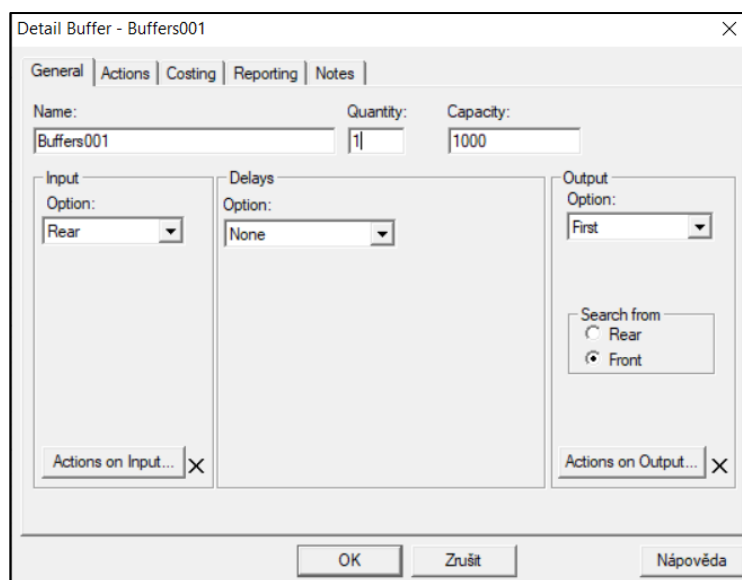 Detail Buffer - Buffers001
General Actions Costing Reporting Notes
Name: Quantity: Capacity:
Buffers001 1 1000
Input Delays Output
Option: Option: Option:
Rear None First
Search from
Rear
Front
Actions on Input... Actions on Output...
OK Zrušit Nápověda